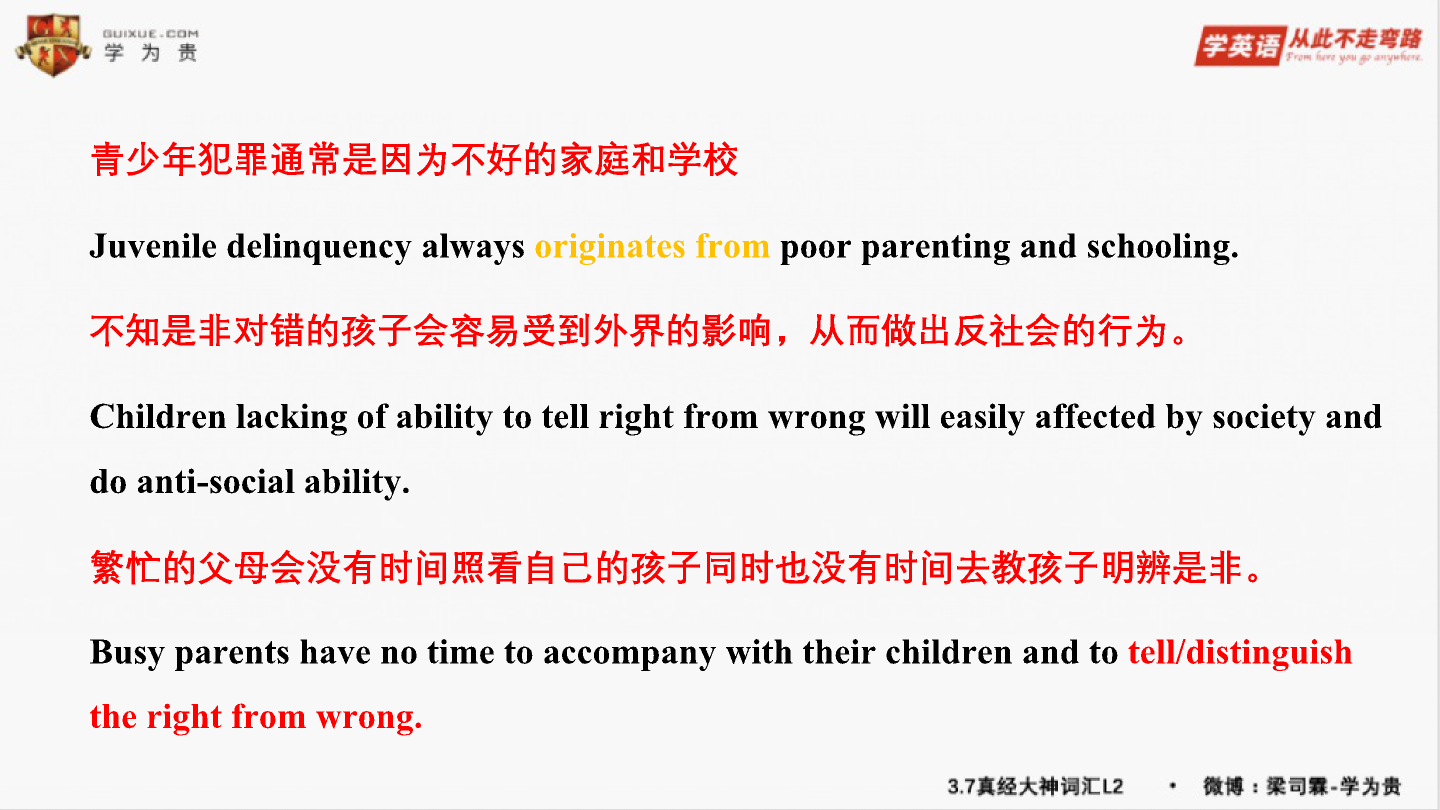 GUIXUE.COM
学为贵
学英语 从此不走弯路
From here you go anywhere.
青少年犯罪通常是因为不好的家庭和学校
Juvenile delinquency always originates from poor parenting and schooling.
不知是非对错的孩子会容易受到外界的影响，从而做出反社会的行为。
Children lacking of ability to tell right from wrong will easily affected by society and
do anti-social ability.
繁忙的父母会没有时间照看自己的孩子同时也没有时间去教孩子明辨是非。
Busy parents have no time to accompany with their children and to tell/distinguish
the right from wrong.
3.7真经大神词汇L2 • 微博：梁司霖-学为贵